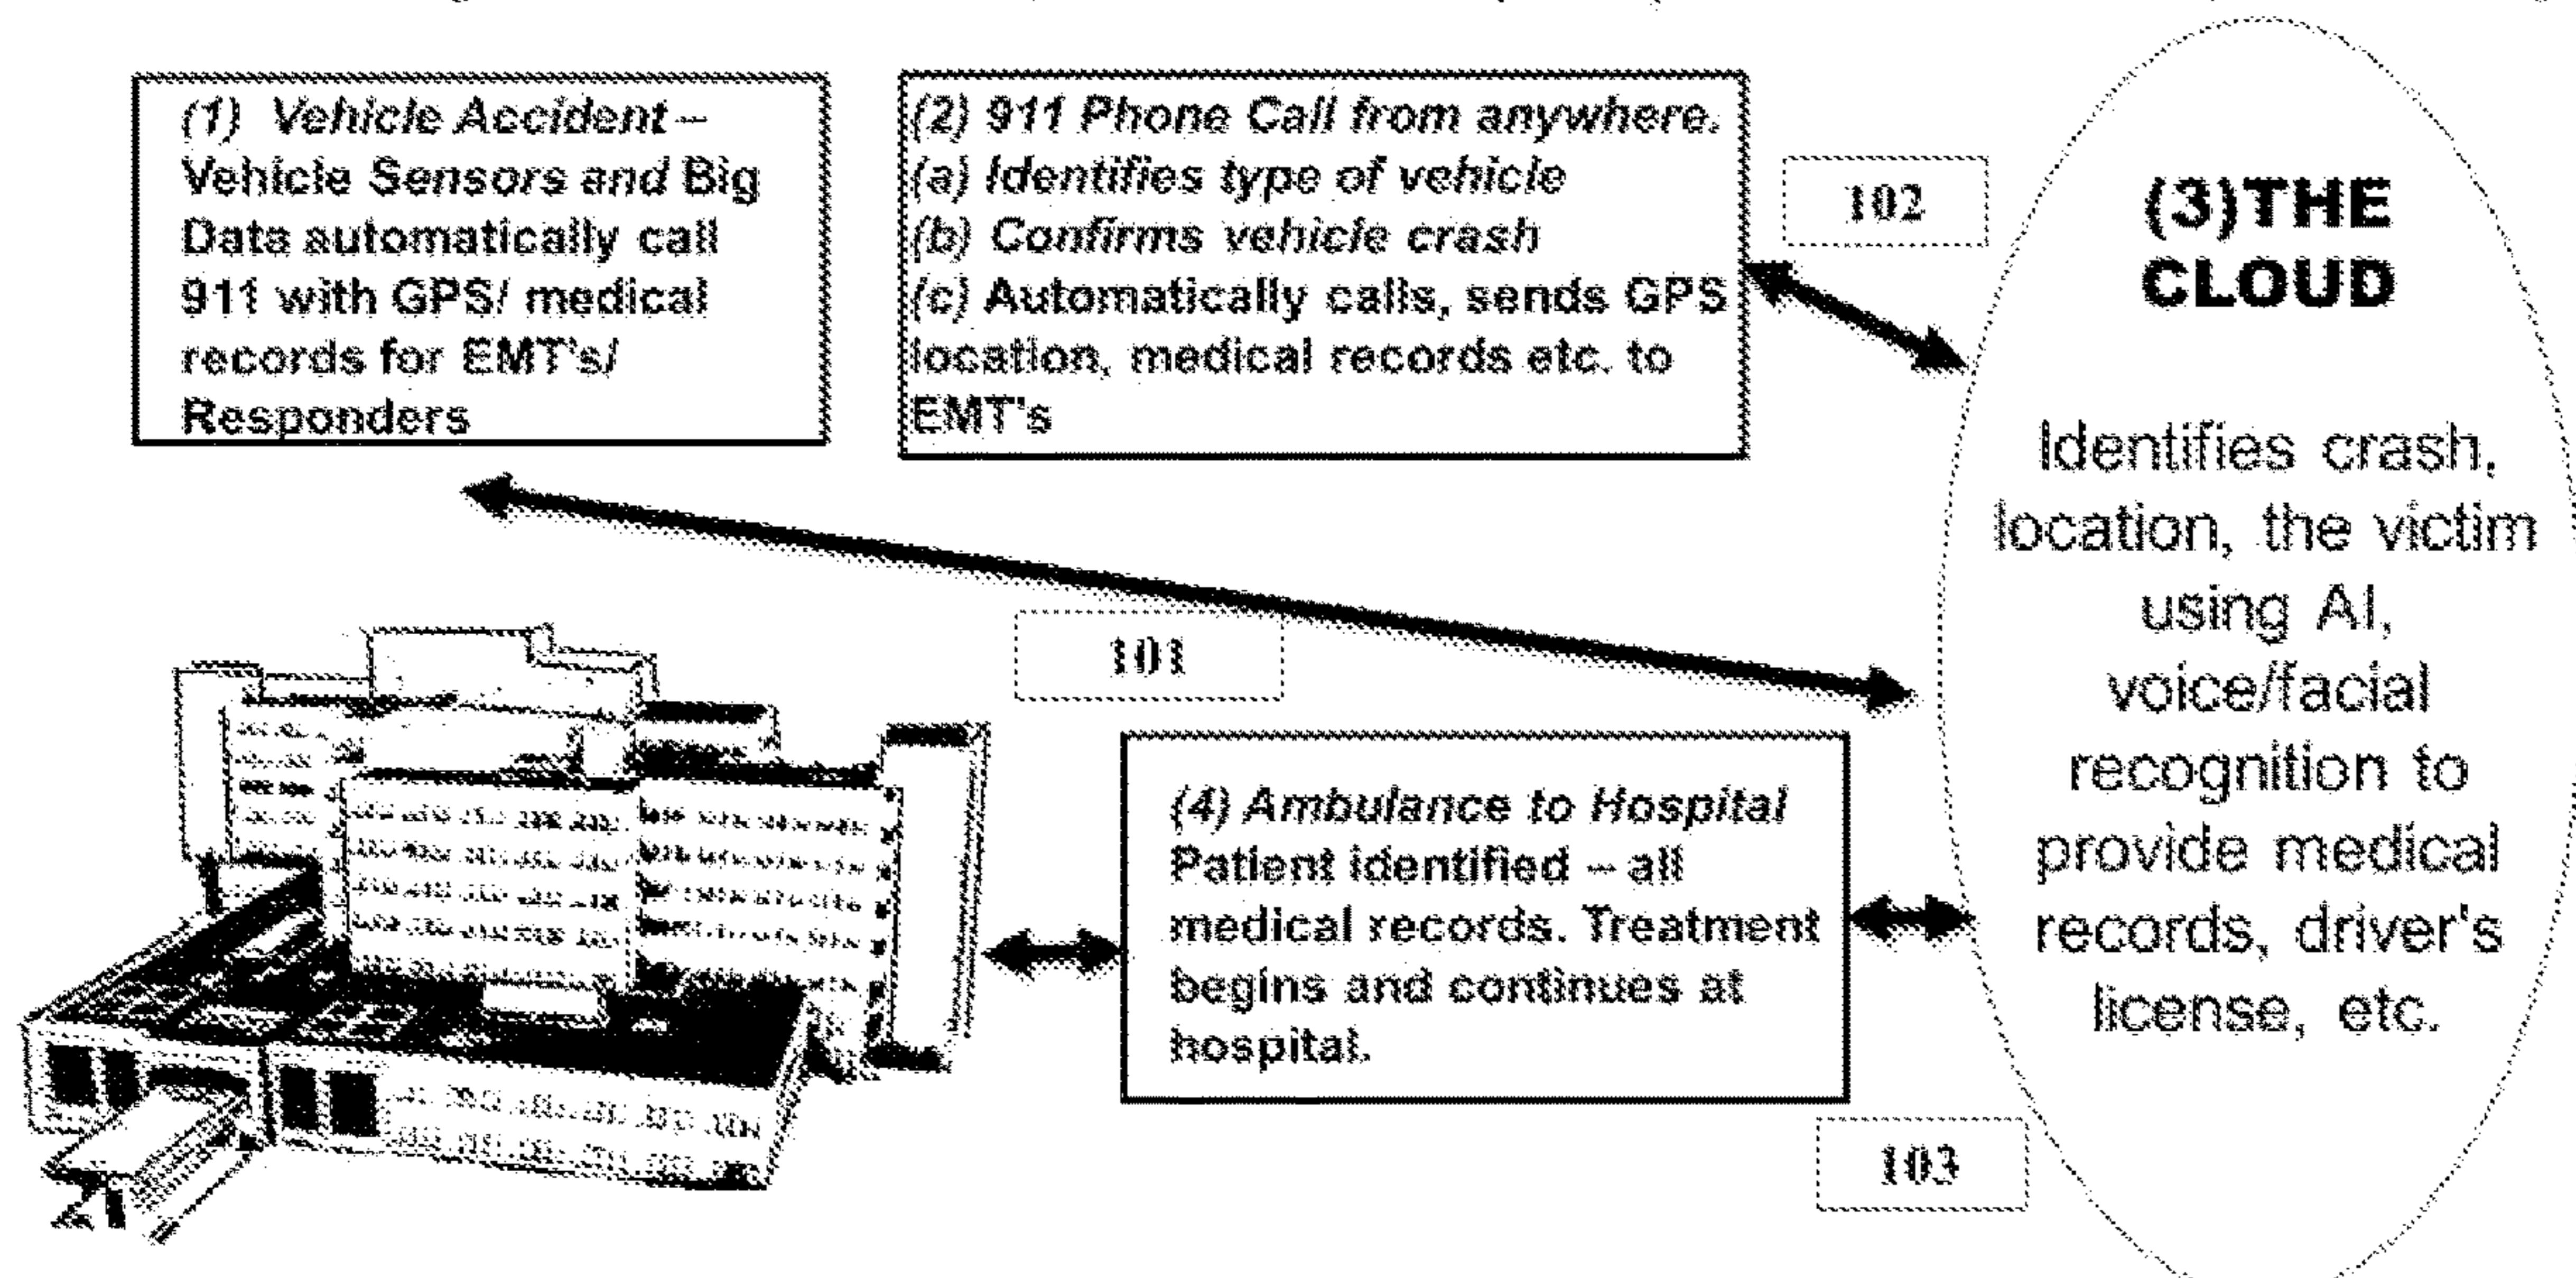 (1) Vehicle Accident –
Vehicle Sensors and Big
Data automatically call
911 with GPS/ medical
records for EMT's/
Responders
(2) 911 Phone Call from anywhere.
(a) Identifies type of vehicle
(b) Confirms vehicle crash
(c) Automatically calls, sends GPS
location, medical records etc. to
EMT's
102
(3)THE
CLOUD
Identifies crash,
location, the victim
using AI,
voice/facial
recognition to
provide medical
records, driver's
license, etc.
101
(4) Ambulance to Hospital
Patient identified – all
medical records. Treatment
begins and continues at
hospital.
103